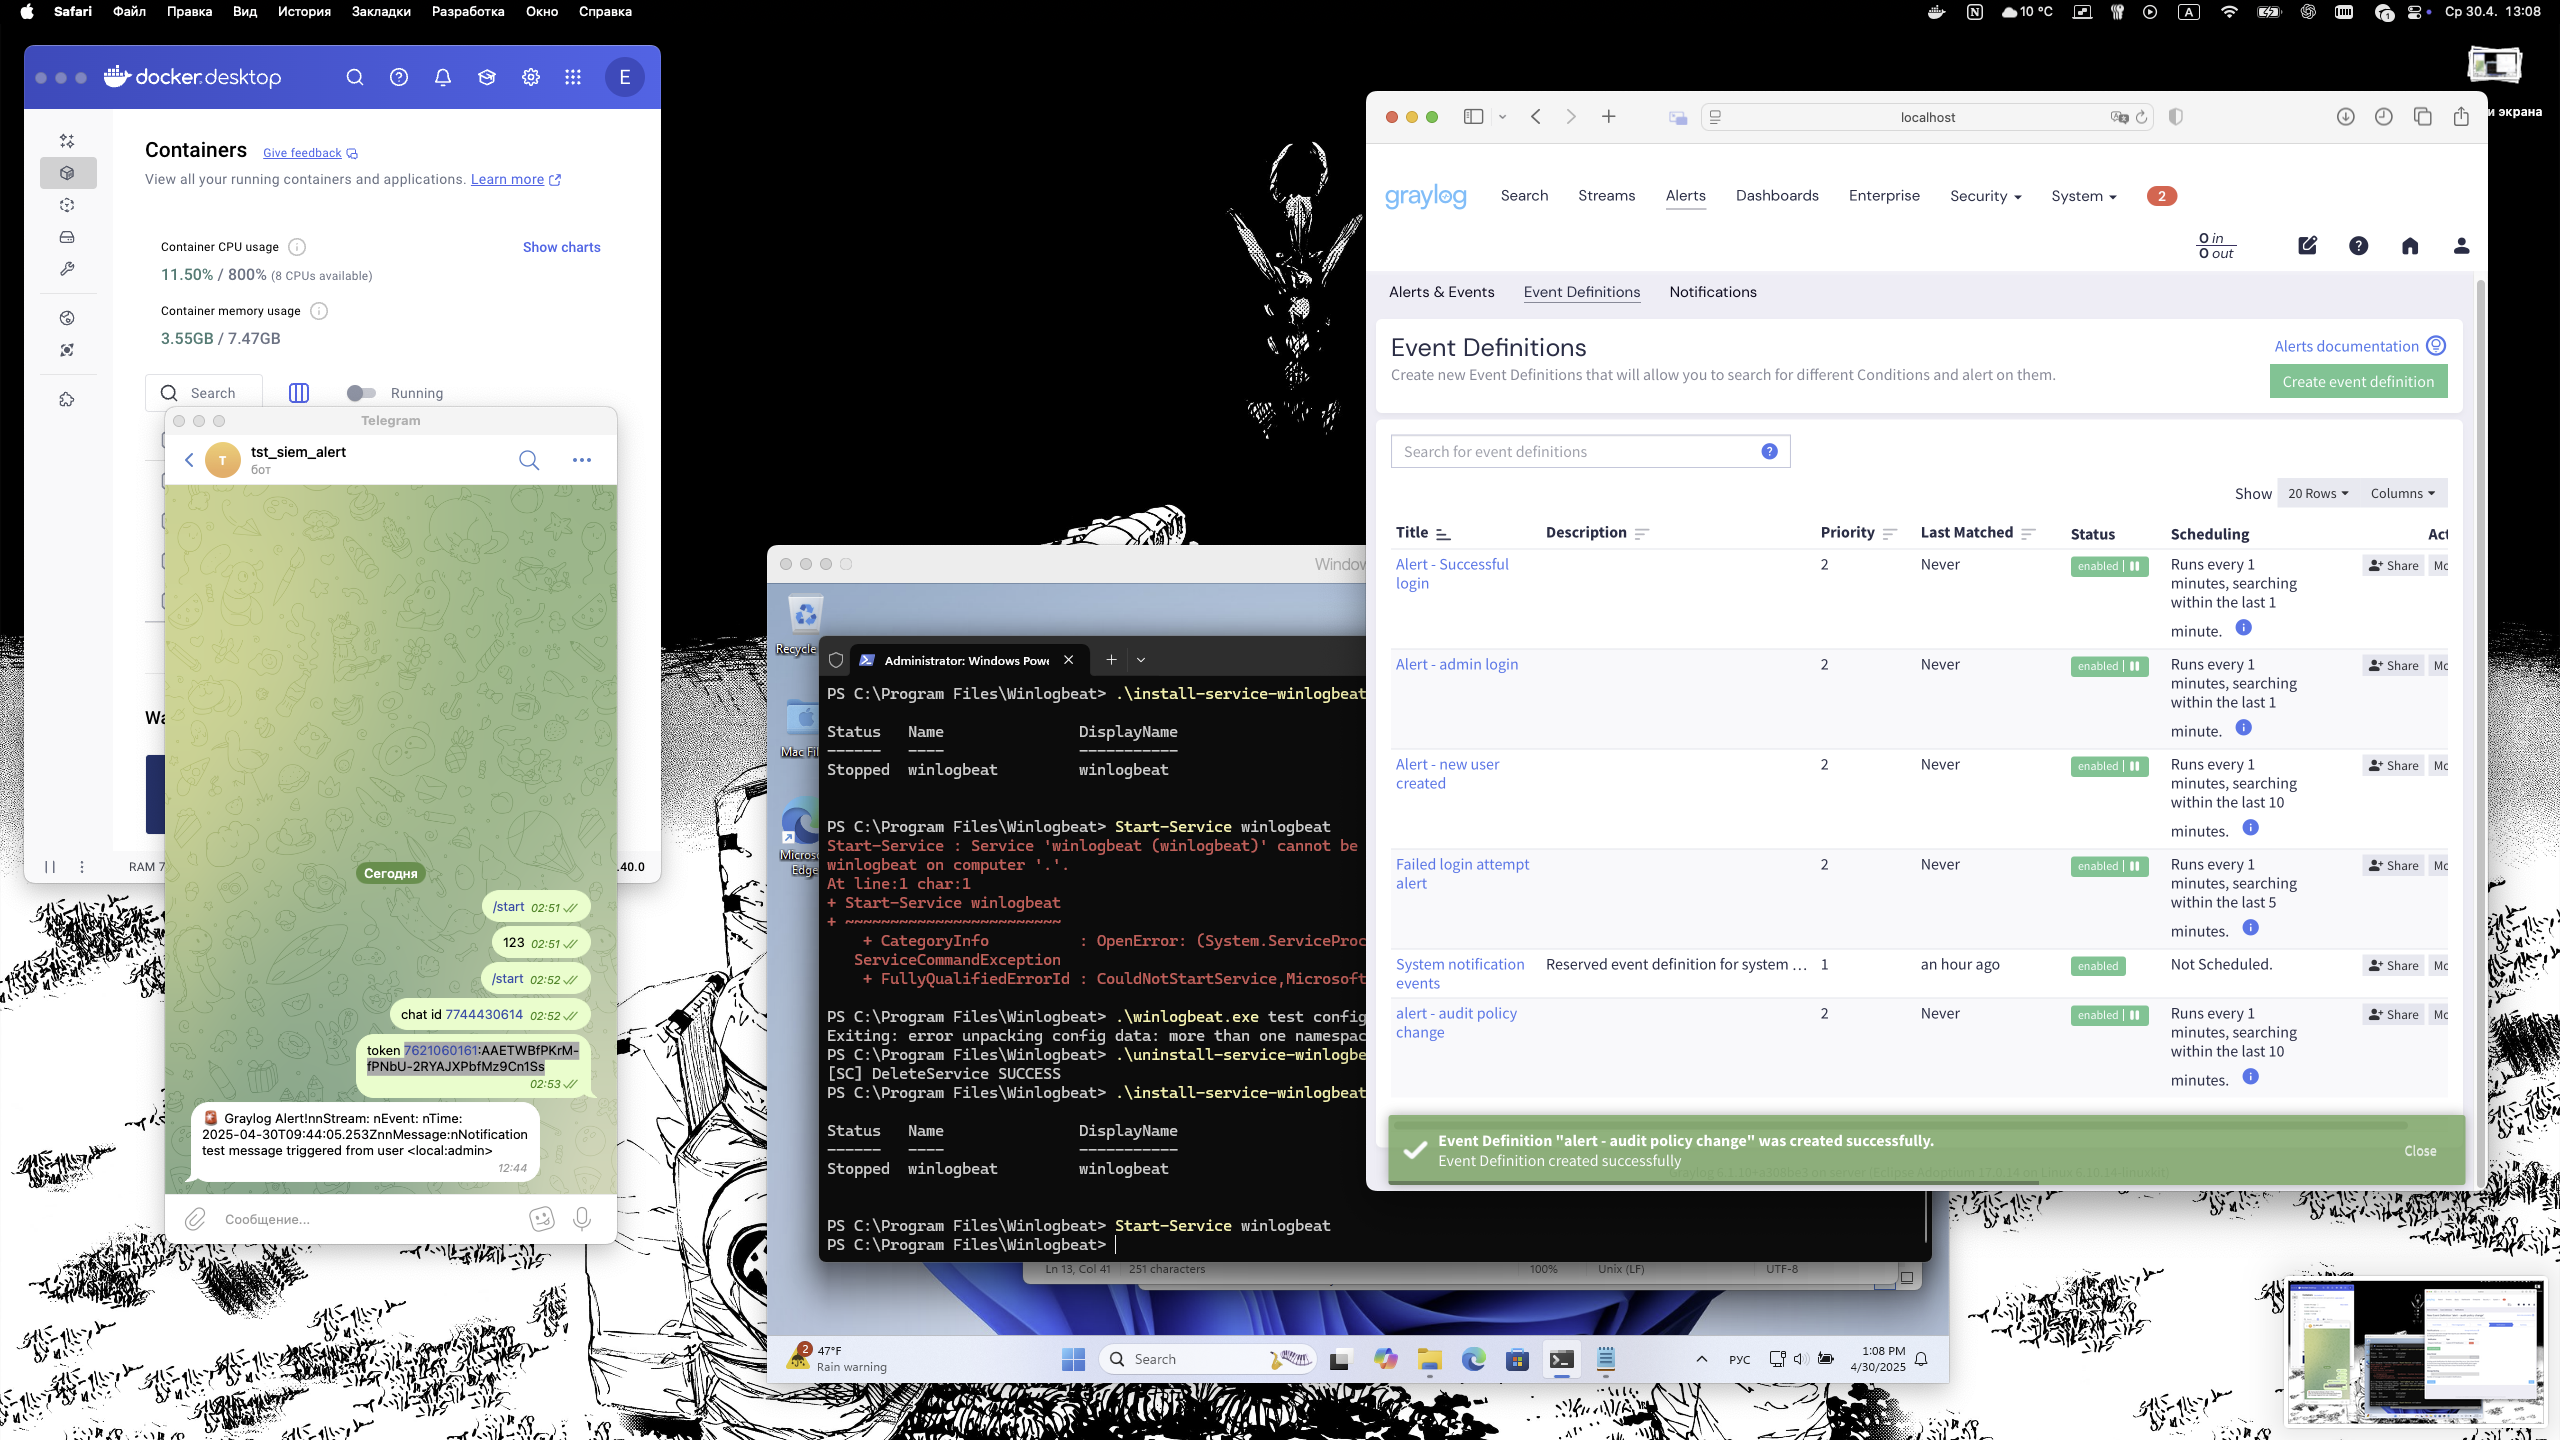 Safari Файл Правка Вид История Закладки Разработка Окно Справка
10 °C A Ср 30.4. 13:08
и экрана
docker.desktop E
Containers Give feedback
View all your running containers and applications. Learn more
Container CPU usage
Show charts
11.50% / 800% (8 CPUs available)
Container memory usage
3.55GB / 7.47GB
Search Running
Wa
RAM 7
.40.0
Telegram
T tst_siem_alert
бот
Сегодня
/start 02:51
123 02:51
/start 02:52
chat id 7744430614 02:52
token 7621060161:AAETWBfPKrM-
fPNbU-2RYAJXPbfMz9Cn1Ss
02:53
🚨 Graylog Alert!nnStream: nEvent: nTime:
2025-04-30T09:44:05.253ZnnMessage:nNotification
test message triggered from user <local:admin>
12:44
Сообщение...
Window
Recycle
Mac Fil
Micros
Edge
Administrator: Windows Powe
PS C:\Program Files\Winlogbeat> .\install-service-winlogbeat
Status Name DisplayName
------ ---- -----------
Stopped winlogbeat winlogbeat
PS C:\Program Files\Winlogbeat> Start-Service winlogbeat
Start-Service : Service 'winlogbeat (winlogbeat)' cannot be
winlogbeat on computer '.'.
At line:1 char:1
+ Start-Service winlogbeat
+ ~~~~~~~~~~~~~~~~~~~~~~~~
+ CategoryInfo : OpenError: (System.ServiceProc
ServiceCommandException
+ FullyQualifiedErrorId : CouldNotStartService,Microsoft
PS C:\Program Files\Winlogbeat> .\winlogbeat.exe test config
Exiting: error unpacking config data: more than one namespac
PS C:\Program Files\Winlogbeat> .\uninstall-service-winlogbe
[SC] DeleteService SUCCESS
PS C:\Program Files\Winlogbeat> .\install-service-winlogbeat
Status Name DisplayName
------ ---- -----------
Stopped winlogbeat winlogbeat
PS C:\Program Files\Winlogbeat> Start-Service winlogbeat
PS C:\Program Files\Winlogbeat>
Ln 13, Col 41 251 characters 100% Unix (LF) UTF-8
2 47°F
Rain warning
Search
РУС
1:08 PM
4/30/2025
localhost
graylog Search Streams Alerts Dashboards Enterprise Security System 2
0 in
0 out
Alerts & Events Event Definitions Notifications
Event Definitions
Alerts documentation
Create new Event Definitions that will allow you to search for different Conditions and alert on them.
Create event definition
Search for event definitions
Show 20 Rows Columns
Title Description Priority Last Matched Status Scheduling Act
Alert - Successful
login
2 Never enabled
Runs every 1
minutes, searching
within the last 1
minute.
Share Mo
Alert - admin login
2 Never enabled
Runs every 1
minutes, searching
within the last 1
minute.
Share Mo
Alert - new user
created
2 Never enabled
Runs every 1
minutes, searching
within the last 10
minutes.
Share Mo
Failed login attempt
alert
2 Never enabled
Runs every 1
minutes, searching
within the last 5
minutes.
Share Mo
System notification
events
Reserved event definition for system ...
1 an hour ago enabled
Not Scheduled.
Share Mo
alert - audit policy
change
2 Never enabled
Runs every 1
minutes, searching
within the last 10
minutes.
Share Mo
Event Definition "alert - audit policy change" was created successfully.
Event Definition created successfully
Close